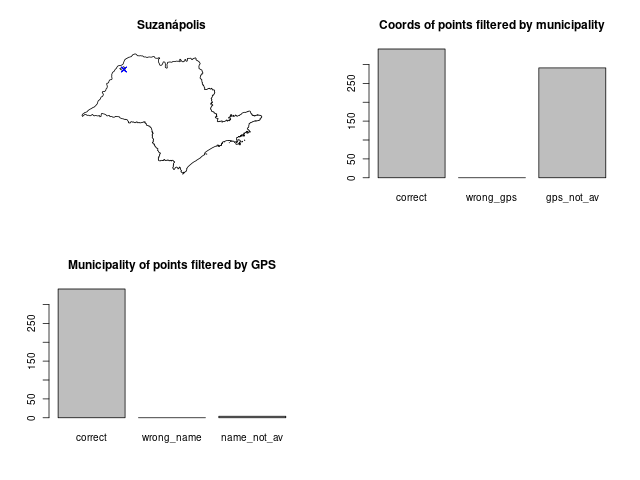 Suzanápolis
Coords of points filtered by municipality
250
150
50
0
correct wrong_gps gps_not_av
Municipality of points filtered by GPS
250
150
50
0
correct wrong_name name_not_av